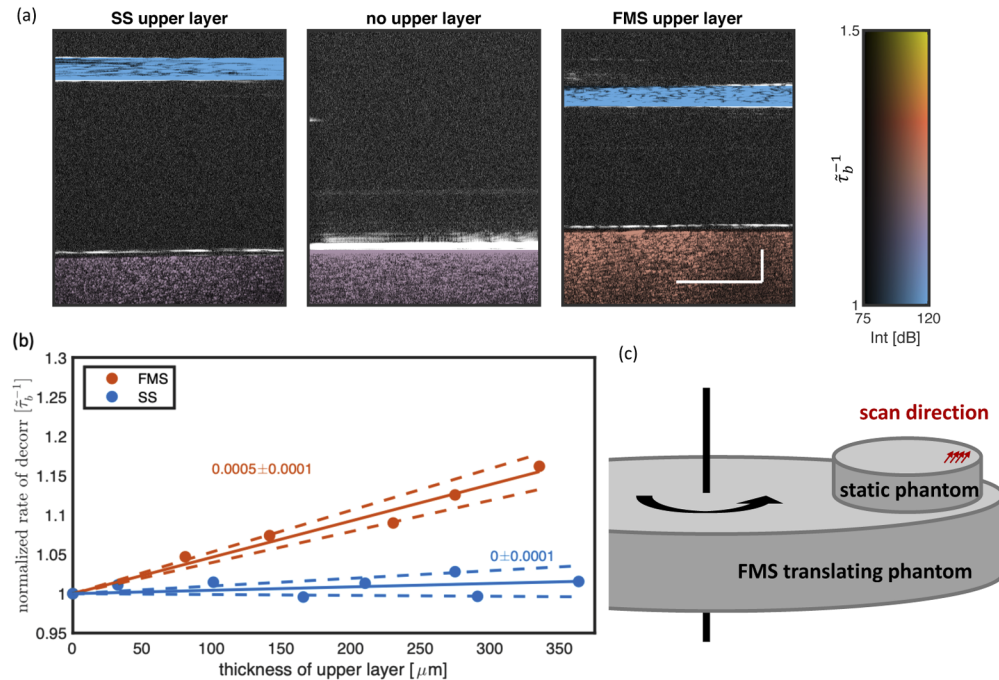 (a)
SS upper layer
no upper layer
FMS upper layer
1.5
τ̃_b⁻¹
1
75
120
Int [dB]
(b)
1.3
1.25
1.2
1.15
1.1
1.05
1
0.95
normalized rate of decorr [τ̃_b⁻¹]
FMS
SS
0.0005±0.0001
0±0.0001
0
50
100
150
200
250
300
350
thickness of upper layer [μm]
(c)
scan direction
static phantom
FMS translating phantom